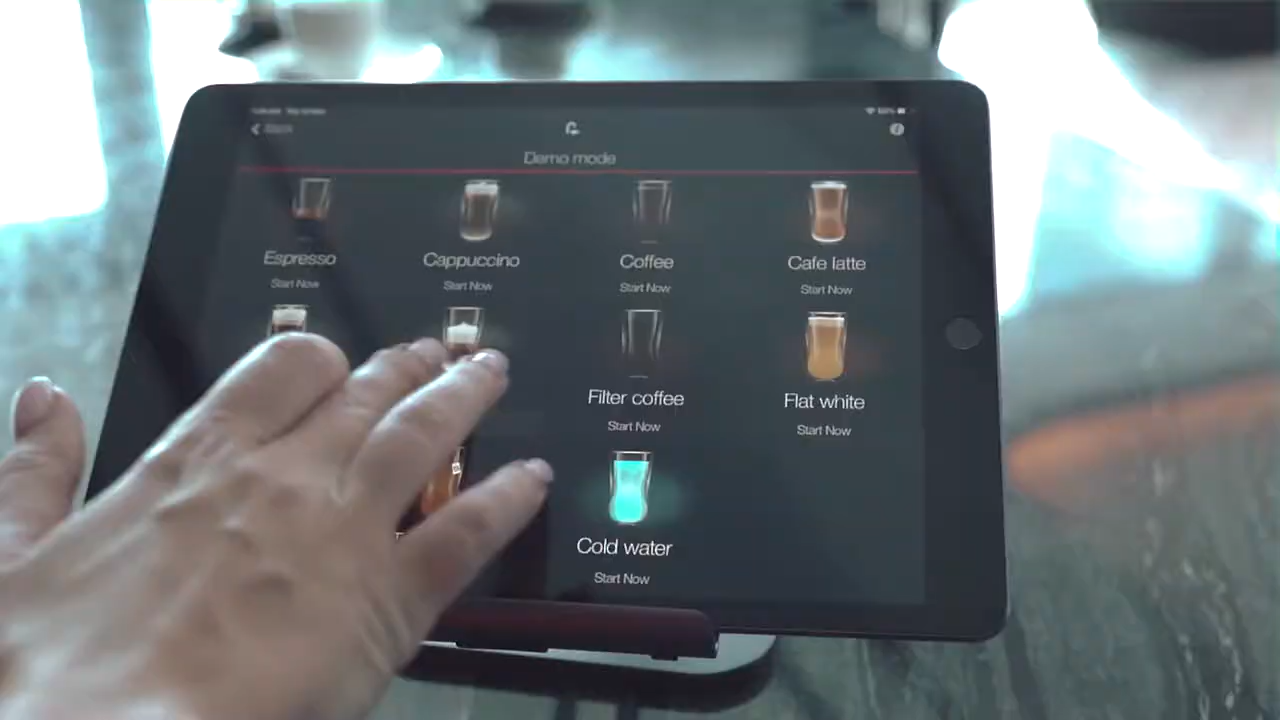 Demo mode
Espresso
Cappuccino
Coffee
Cafe latte
Start Now
Start Now
Start Now
Start Now
Filter coffee
Flat white
Start Now
Start Now
Cold water
Start Now